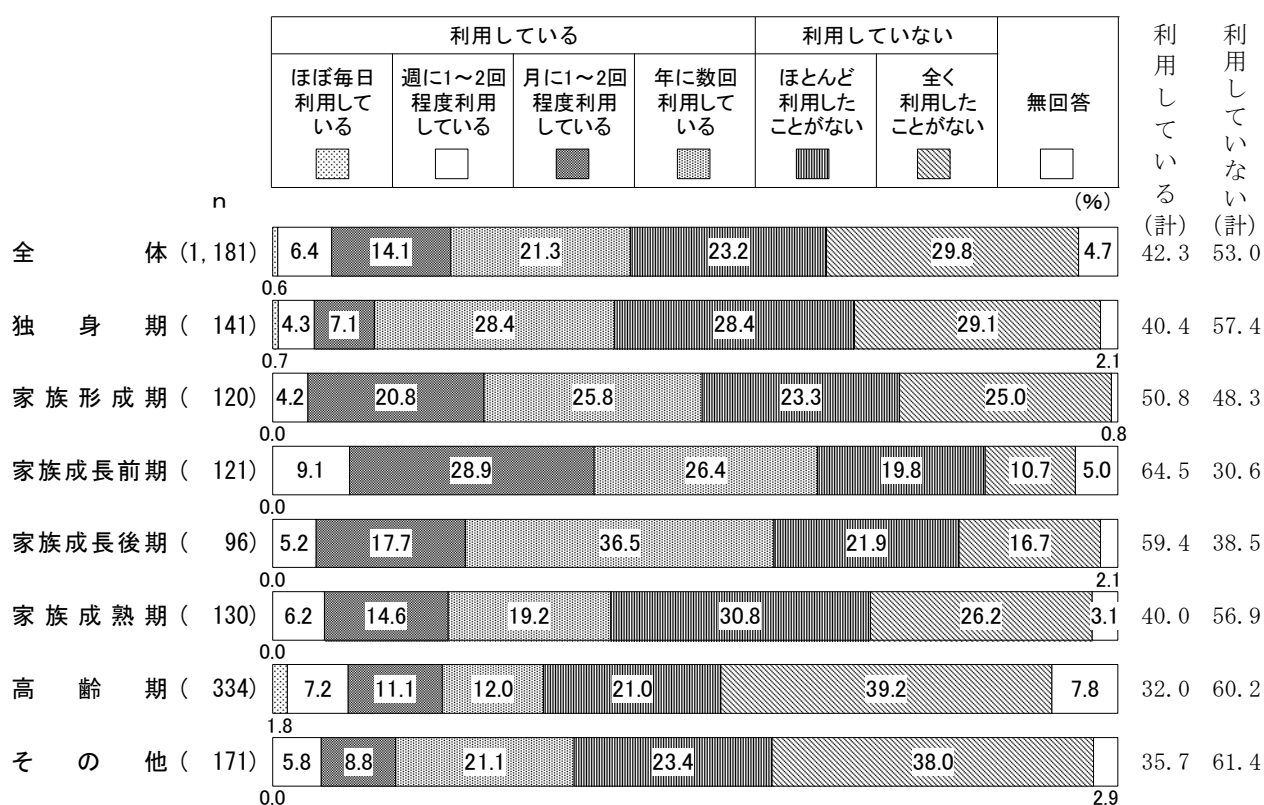 利用している 利用していない 無回答
ほぼ毎日利用している
週に1～2回程度利用している
月に1～2回程度利用している
年に数回利用している
ほとんど利用したことがない
全く利用したことがない
利用している(計)
利用していない(計)
n (%)
全体 (1,181) 6.4 14.1 21.3 23.2 29.8 4.7 42.3 53.0
0.6
独身期 ( 141) 4.3 7.1 28.4 28.4 29.1 40.4 57.4
0.7 2.1
家族形成期 ( 120) 4.2 20.8 25.8 23.3 25.0 50.8 48.3
0.0 0.8
家族成長前期 ( 121) 9.1 28.9 26.4 19.8 10.7 5.0 64.5 30.6
0.0
家族成長後期 ( 96) 5.2 17.7 36.5 21.9 16.7 59.4 38.5
0.0 2.1
家族成熟期 ( 130) 6.2 14.6 19.2 30.8 26.2 3.1 40.0 56.9
0.0
高齢期 ( 334) 7.2 11.1 12.0 21.0 39.2 7.8 32.0 60.2
1.8
その他 ( 171) 5.8 8.8 21.1 23.4 38.0 35.7 61.4
0.0 2.9